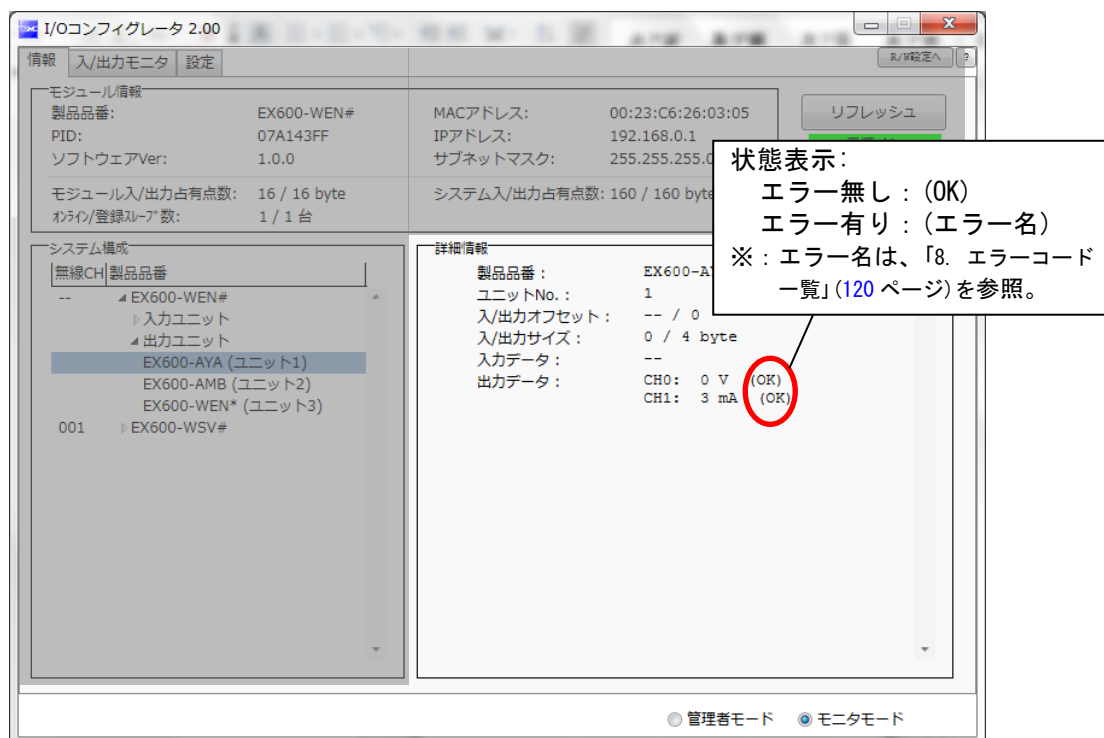 I/Oコンフィグレータ 2.00
情報 入/出力モニタ 設定 R/W設定へ ?
モジュール情報
製品品番: EX600-WEN# MACアドレス: 00:23:C6:26:03:05 リフレッシュ
PID: 07A143FF IPアドレス: 192.168.0.1
ソフトウェアVer: 1.0.0 サブネットマスク: 255.255.255.0
モジュール入/出力占有点数: 16 / 16 byte システム入/出力占有点数: 160 / 160 byte
オンライン/登録スレーブ数: 1 / 1 台
状態表示:
エラー無し:(OK)
エラー有り:(エラー名)
※:エラー名は、「8. エラーコード
一覧」(120 ページ)を参照。
システム構成
無線CH 製品品番
-- EX600-WEN#
入力ユニット
出力ユニット
EX600-AYA (ユニット1)
EX600-AMB (ユニット2)
EX600-WEN* (ユニット3)
001 EX600-WSV#
詳細情報
製品品番: EX600-AY
ユニットNo.: 1
入/出力オフセット: -- / 0
入/出力サイズ: 0 / 4 byte
入力データ: --
出力データ: CH0: 0 V (OK)
CH1: 3 mA (OK)
管理者モード モニタモード